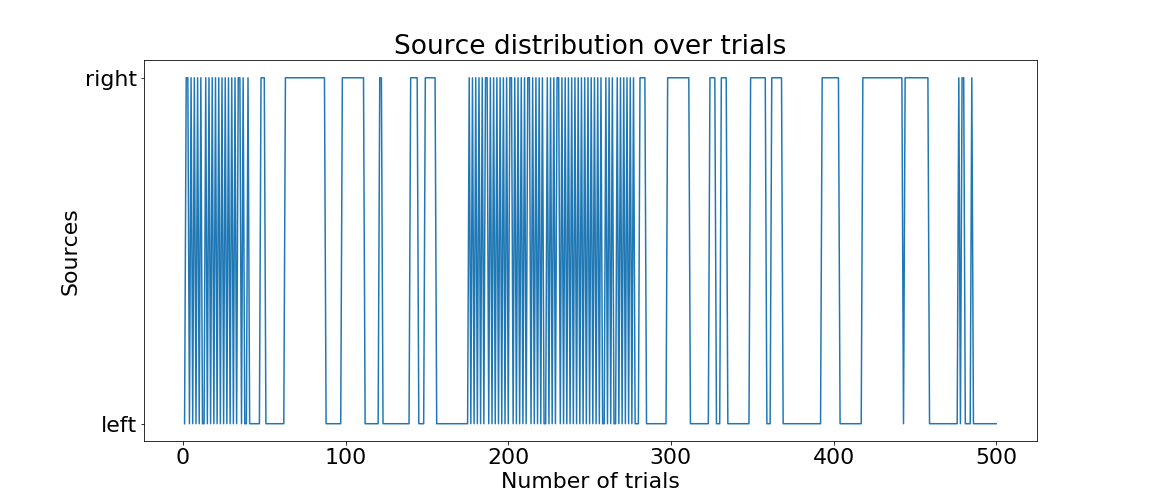 Source distribution over trials
right
Sources
left
0 100 200 300 400 500
Number of trials